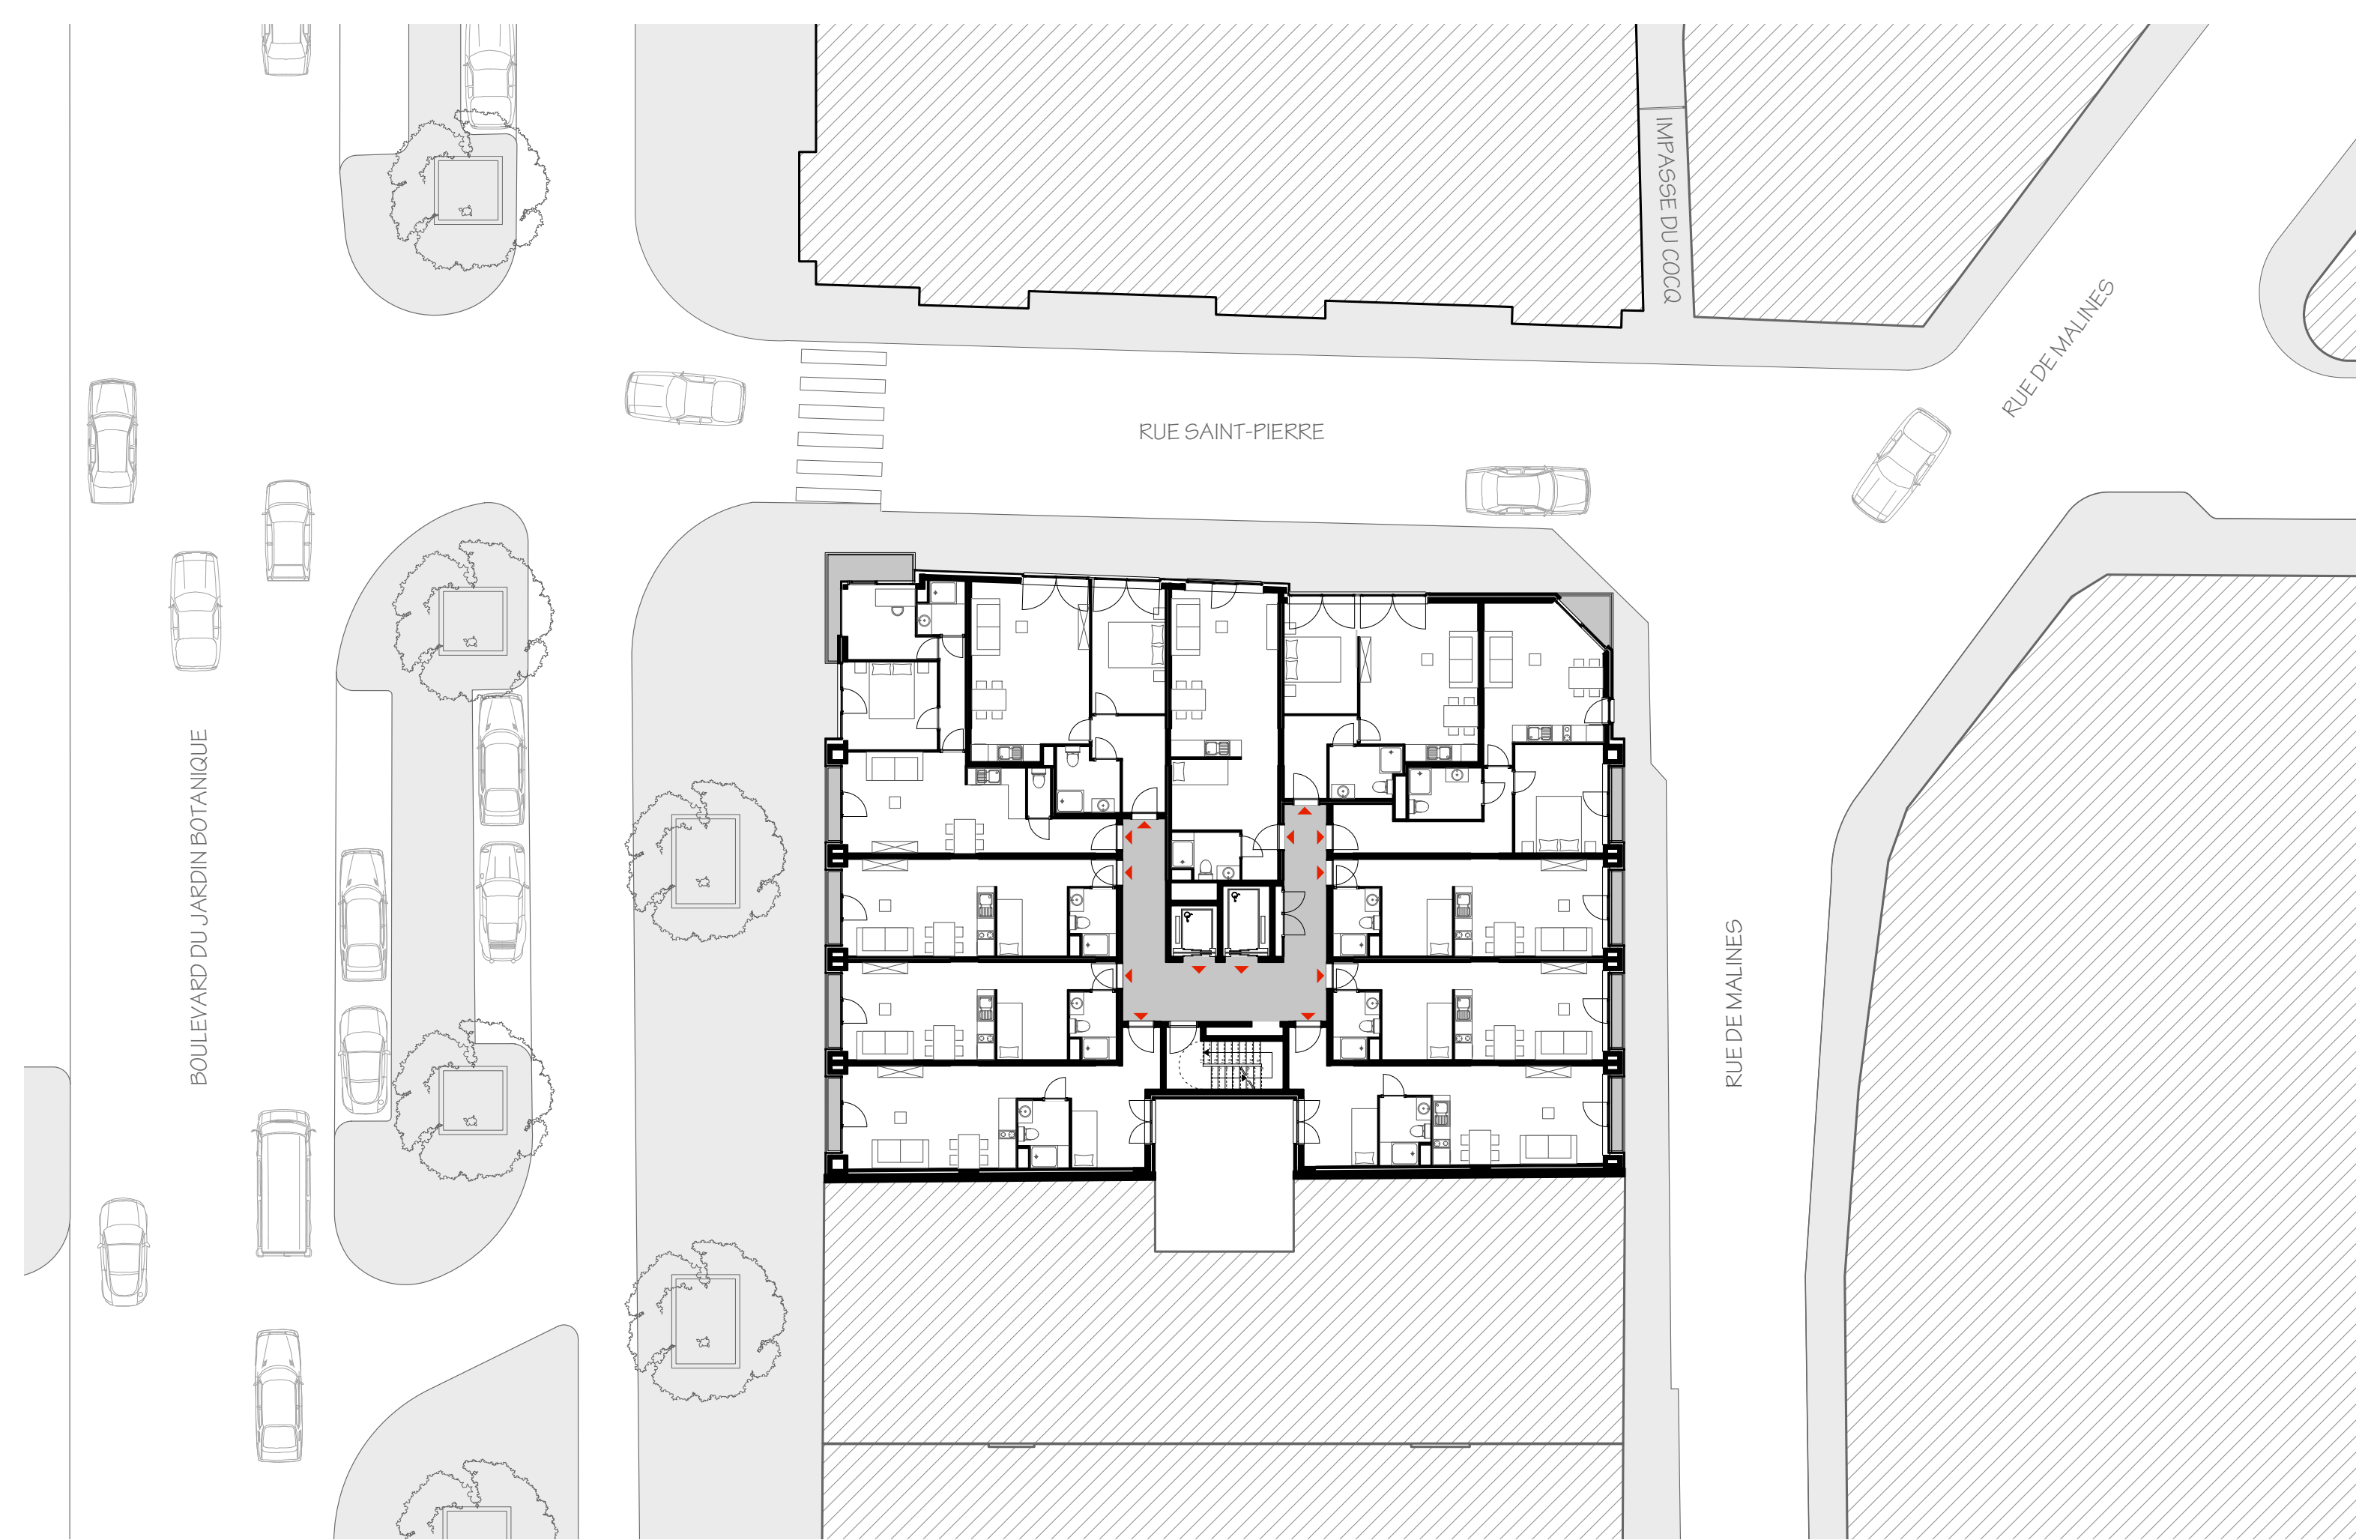 IMPASSE DU COCQ
RUE DE MALINES
RUE SAINT-PIERRE
BOULEVARD DU JARDIN BOTANIQUE
RUE DE MALINES